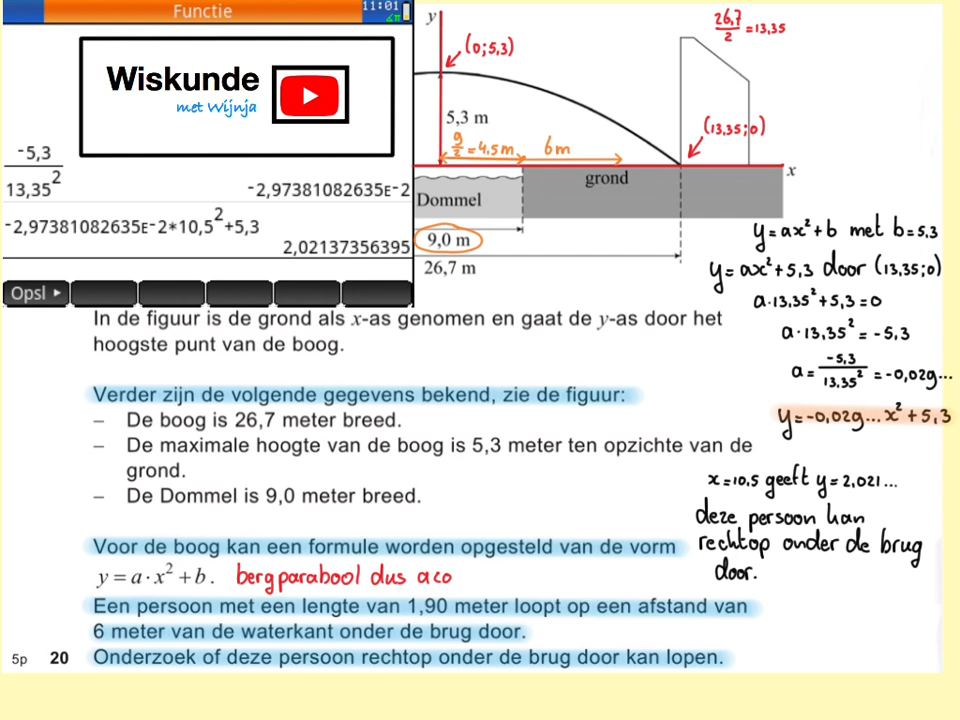 Functie
11:01
Wiskunde
met Wijnja
-5,3
13,35²
-2,97381082635E-2
-2,97381082635E-2*10,5²+5,3
2,02137356395
Opsl ▸
y
(0;5,3)
26,7/2 = 13,35
5,3 m
9/2 = 4.5m
6m
(13,35;0)
x
grond
Dommel
9,0 m
26,7 m
y=ax²+b met b=5.3
y=ax²+5,3 door (13,35;0)
a·13,35²+5,3=0
a·13,35² = -5,3
a = -5,3/13,35² = -0,029...
y=-0,029...x²+5,3
In de figuur is de grond als x-as genomen en gaat de y-as door het
hoogste punt van de boog.
Verder zijn de volgende gegevens bekend, zie de figuur:
– De boog is 26,7 meter breed.
– De maximale hoogte van de boog is 5,3 meter ten opzichte van de
grond.
– De Dommel is 9,0 meter breed.
x=10.5 geeft y=2,021...
deze persoon kan
rechtop onder de brug
door.
Voor de boog kan een formule worden opgesteld van de vorm
y = a · x² + b. bergparabool dus a<0
Een persoon met een lengte van 1,90 meter loopt op een afstand van
6 meter van de waterkant onder de brug door.
5p 20 Onderzoek of deze persoon rechtop onder de brug door kan lopen.